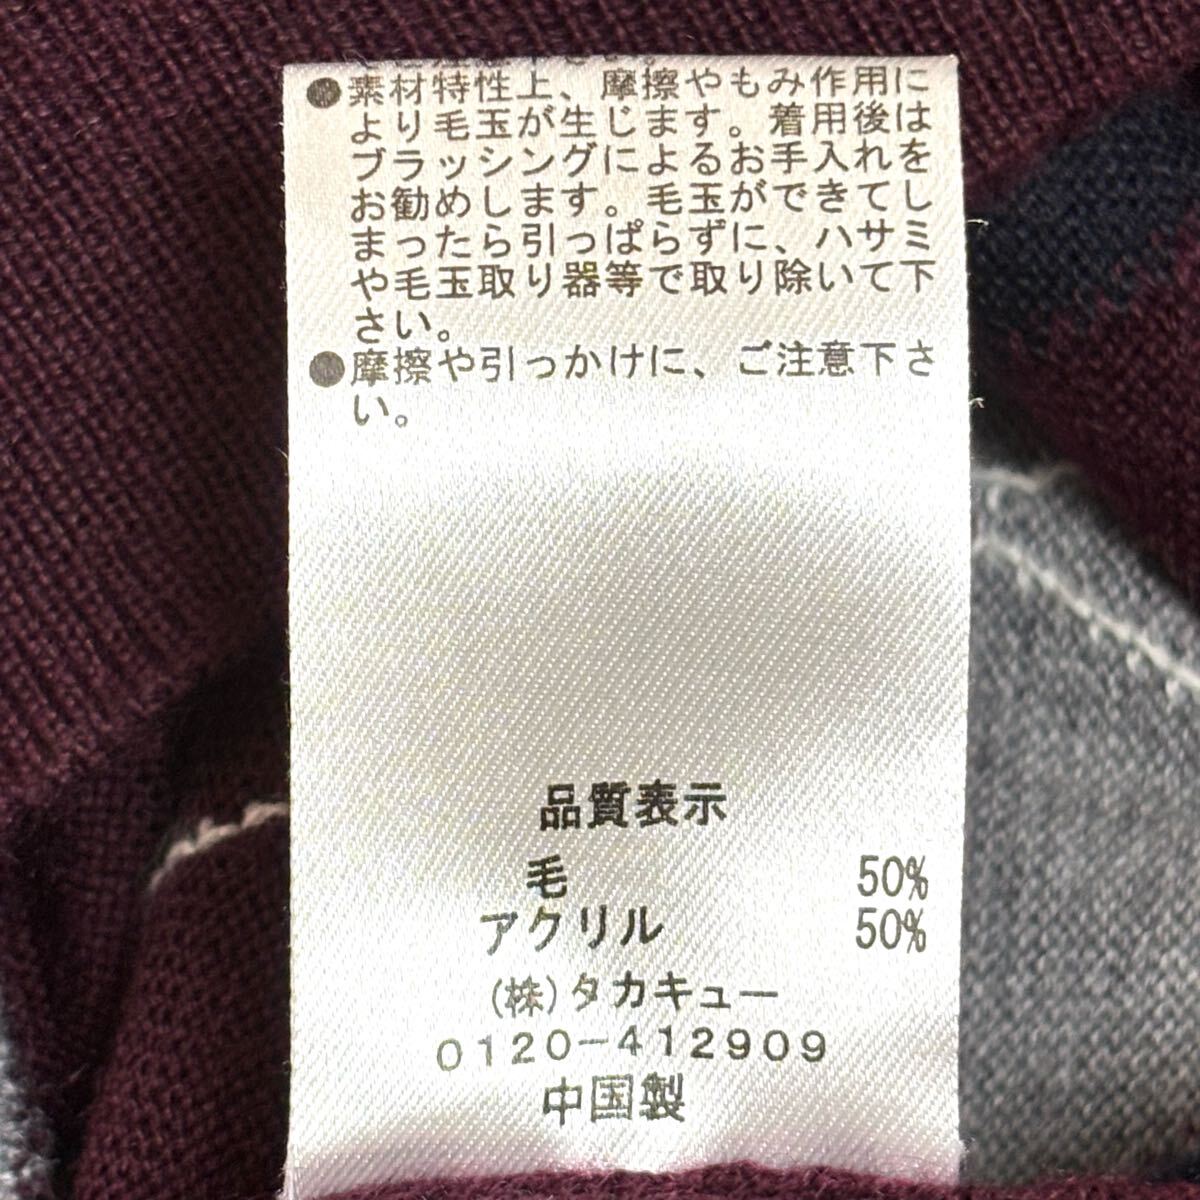 ●素材特性上、摩擦やもみ作用に
より毛玉が生じます。着用後は
ブラッシングによるお手入れを
お勧めします。毛玉ができてし
まったら引っぱらずに、ハサミ
や毛玉取り器等で取り除いて下
さい。
●摩擦や引っかけに、ご注意下さ
い。
品質表示
毛 50%
アクリル 50%
(株)タカキュー
0120-412909
中国製